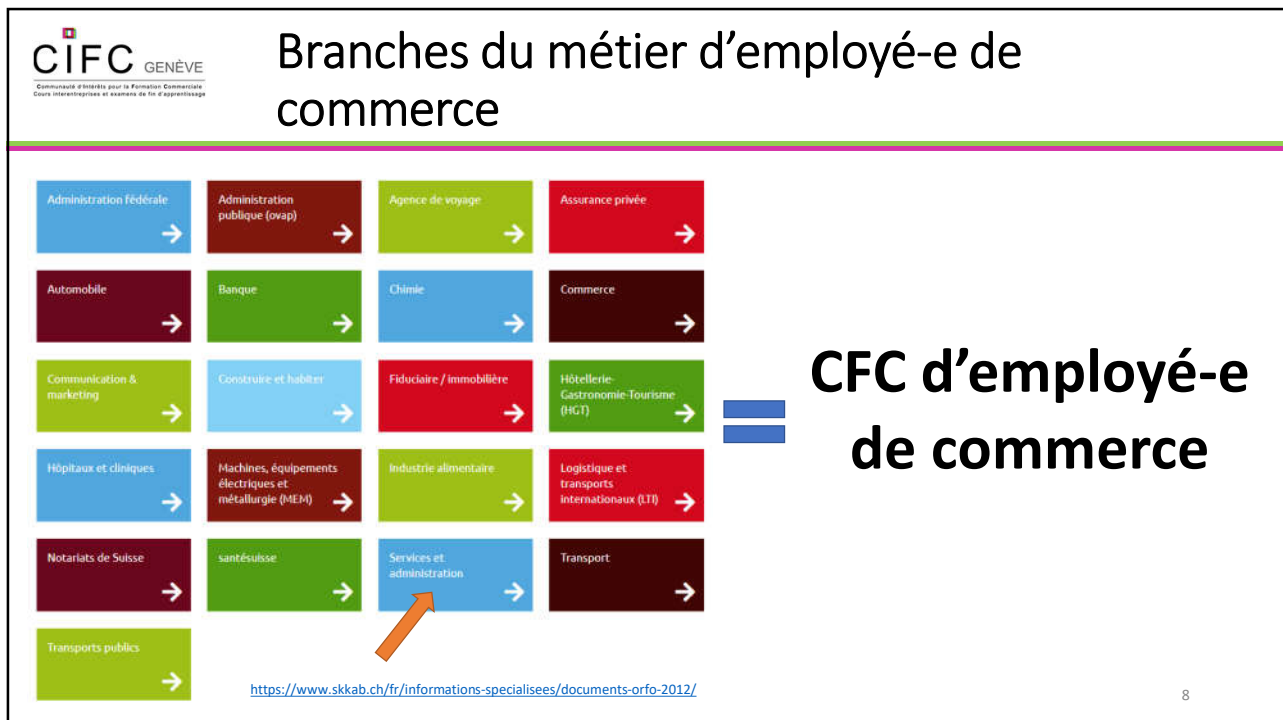 CIFC GENÈVE
Communauté d'Intérêts pour la Formation Commerciale
Cours interentreprises et examens de fin d'apprentissage
Branches du métier d'employé-e de
commerce
Administration fédérale
Administration
publique (ovap)
Agence de voyage
Assurance privée
Automobile
Banque
Chimie
Commerce
Communication &
marketing
Construire et habiter
Fiduciaire / immobilière
Hôtellerie-
Gastronomie-Tourisme
(HGT)
Hôpitaux et cliniques
Machines, équipements
électriques et
métallurgie (MEM)
Industrie alimentaire
Logistique et
transports
internationaux (LTI)
Notariats de Suisse
santésuisse
Services et
administration
Transport
Transports publics
CFC d'employé-e
de commerce
https://www.skkab.ch/fr/informations-specialisees/documents-orfo-2012/
8